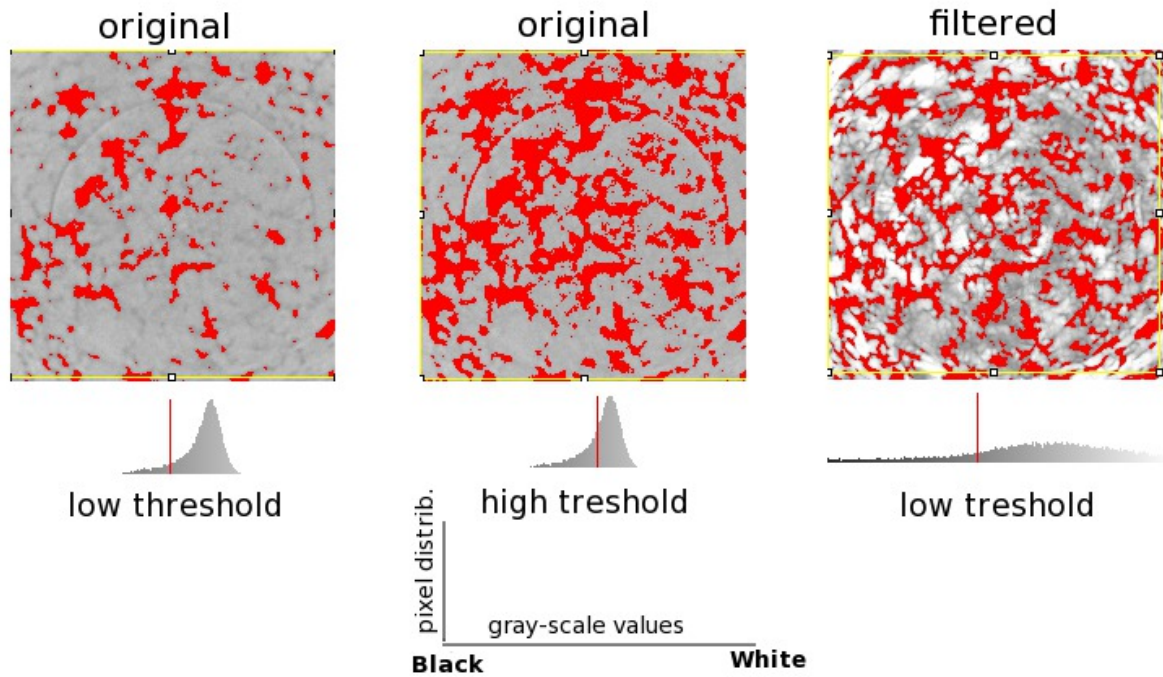 original
original
filtered
low threshold
high treshold
low treshold
pixel distrib.
gray-scale values
Black
White